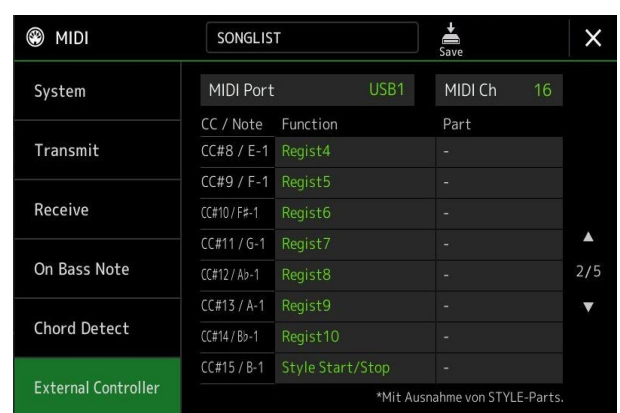 MIDI
SONGLIST
Save
System
Transmit
Receive
On Bass Note
Chord Detect
External Controller
MIDI Port USB1 MIDI Ch 16
CC / Note Function Part
CC#8 / E-1 Regist4 -
CC#9 / F-1 Regist5 -
CC#10 / F♯-1 Regist6 -
CC#11 / G-1 Regist7 -
CC#12 / A♭-1 Regist8 -
CC#13 / A-1 Regist9 -
CC#14 / B♭-1 Regist10 -
CC#15 / B-1 Style Start/Stop -
2/5
*Mit Ausnahme von STYLE-Parts.